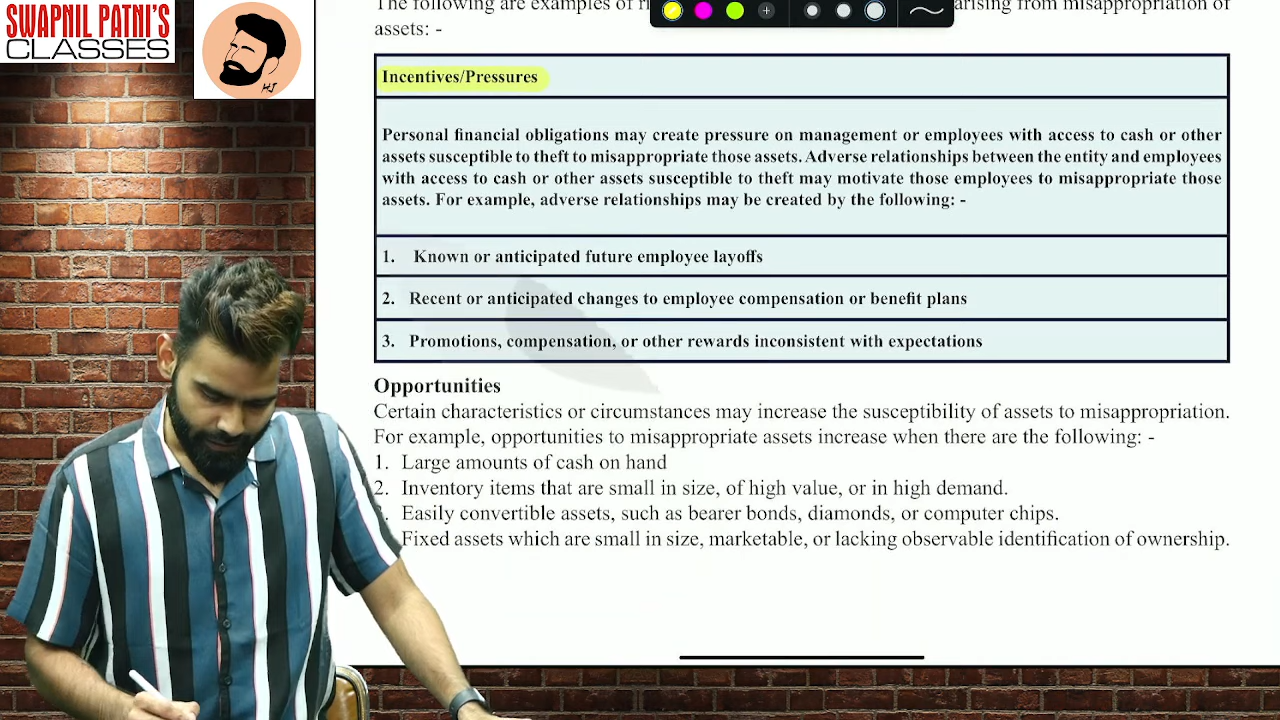 SWAPNIL PATNI'S
CLASSES
The following are examples of
arising from misappropriation of
assets: -
Incentives/Pressures
Personal financial obligations may create pressure on management or employees with access to cash or other
assets susceptible to theft to misappropriate those assets. Adverse relationships between the entity and employees
with access to cash or other assets susceptible to theft may motivate those employees to misappropriate those
assets. For example, adverse relationships may be created by the following: -
1. Known or anticipated future employee layoffs
2. Recent or anticipated changes to employee compensation or benefit plans
3. Promotions, compensation, or other rewards inconsistent with expectations
Opportunities
Certain characteristics or circumstances may increase the susceptibility of assets to misappropriation.
For example, opportunities to misappropriate assets increase when there are the following: -
1. Large amounts of cash on hand
2. Inventory items that are small in size, of high value, or in high demand.
Easily convertible assets, such as bearer bonds, diamonds, or computer chips.
Fixed assets which are small in size, marketable, or lacking observable identification of ownership.